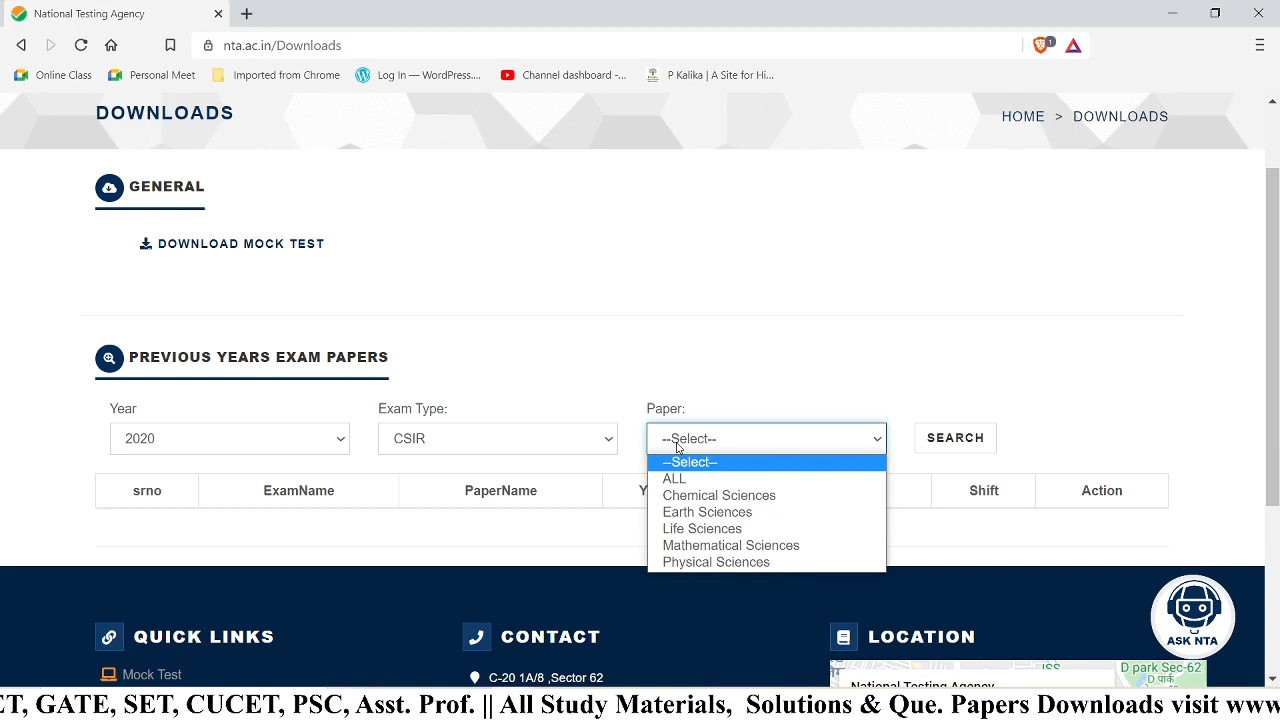 National Testing Agency
nta.ac.in/Downloads
1
Online Class
Personal Meet
Imported from Chrome
Log In — WordPress....
Channel dashboard -...
P Kalika | A Site for Hi...
DOWNLOADS
HOME > DOWNLOADS
GENERAL
DOWNLOAD MOCK TEST
PREVIOUS YEARS EXAM PAPERS
Year
Exam Type:
Paper:
2020
CSIR
--Select--
SEARCH
--Select--
ALL
Chemical Sciences
Earth Sciences
Life Sciences
Mathematical Sciences
Physical Sciences
srno
ExamName
PaperName
Y
Shift
Action
QUICK LINKS
CONTACT
LOCATION
ASK NTA
Mock Test
C-20 1A/8 ,Sector 62
National Testing Agency
D park Sec-62
ET, GATE, SET, CUCET, PSC, Asst. Prof. || All Study Materials, Solutions & Que. Papers Downloads visit www